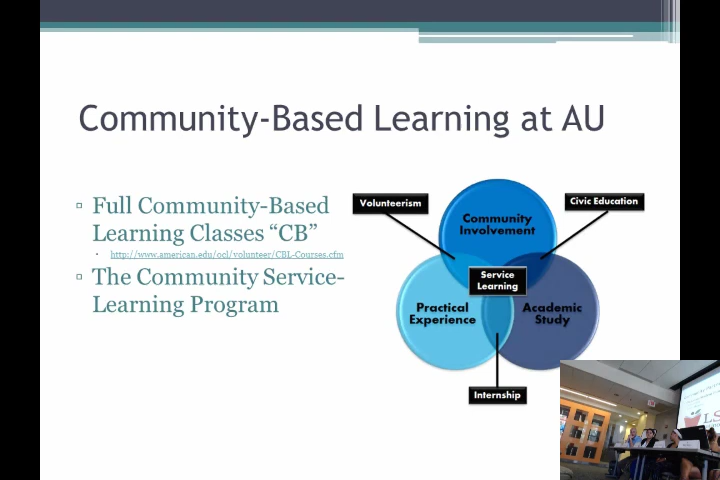 Community-Based Learning at AU
Full Community-Based
Learning Classes “CB”
http://www.american.edu/ocl/volunteer/CBL-Courses.cfm
The Community Service-
Learning Program
Volunteerism
Civic Education
Community
Involvement
Service
Learning
Practical
Experience
Academic
Study
Internship